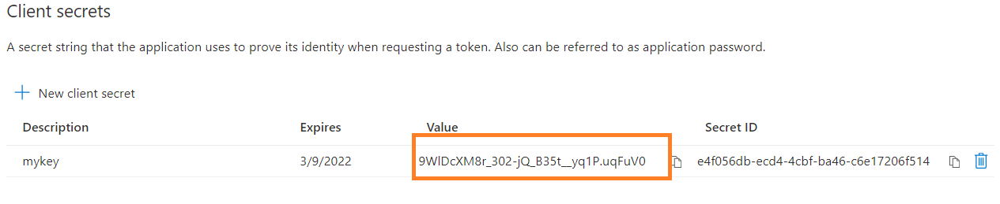 Client secrets
A secret string that the application uses to prove its identity when requesting a token. Also can be referred to as application password.
New client secret
Description Expires Value Secret ID
mykey 3/9/2022 9WlDcXM8r_302-jQ_B35t__yq1P.uqFuV0 e4f056db-ecd4-4cbf-ba46-c6e17206f514